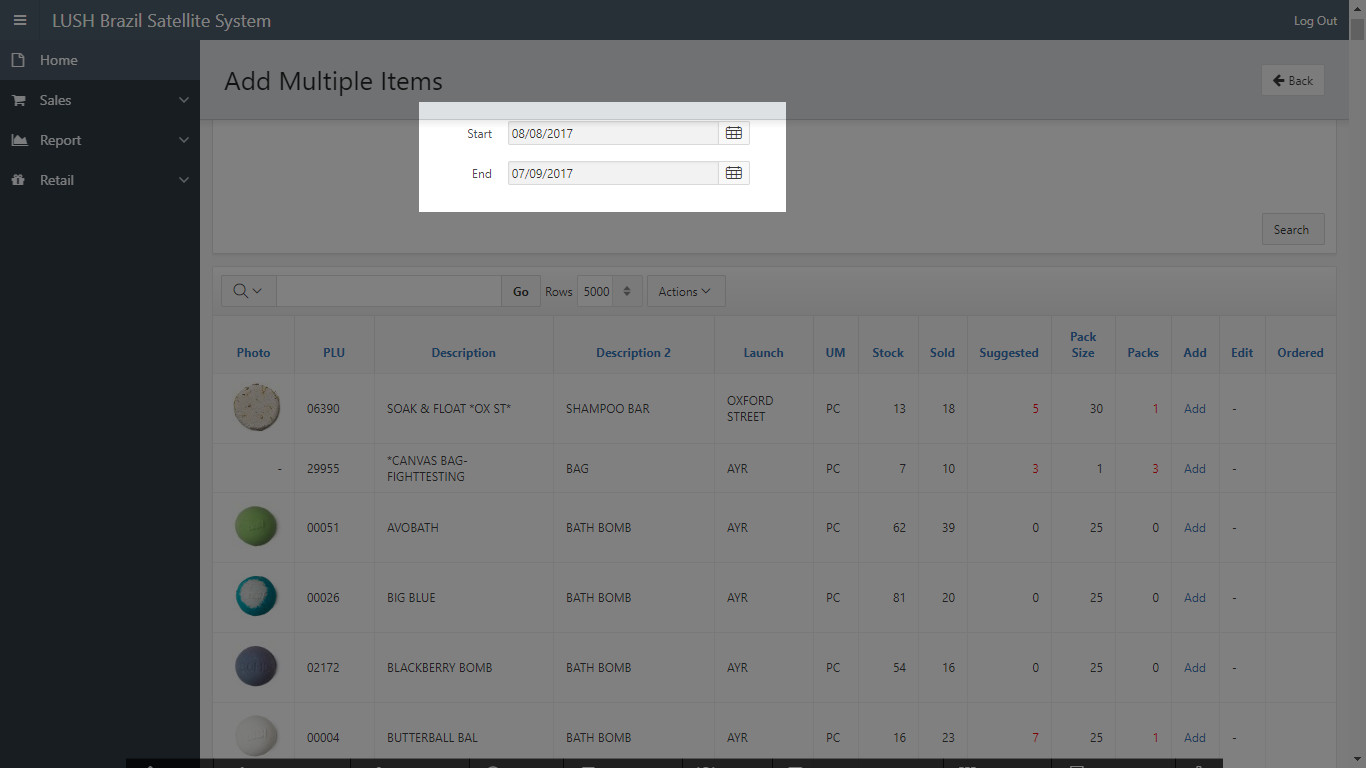 LUSH Brazil Satellite System
Log Out
Home
Sales
Report
Retail
Add Multiple Items
Back
Start 08/08/2017
End 07/09/2017
Search
Go Rows 5000 Actions
Photo PLU Description Description 2 Launch UM Stock Sold Suggested Pack Size Packs Add Edit Ordered
06390 SOAK & FLOAT *OX ST* SHAMPOO BAR OXFORD STREET PC 13 18 5 30 1 Add -
- 29955 *CANVAS BAG-FIGHTTESTING BAG AYR PC 7 10 3 1 3 Add -
00051 AVOBATH BATH BOMB AYR PC 62 39 0 25 0 Add -
00026 BIG BLUE BATH BOMB AYR PC 81 20 0 25 0 Add -
02172 BLACKBERRY BOMB BATH BOMB AYR PC 54 16 0 25 0 Add -
00004 BUTTERBALL BAL BATH BOMB AYR PC 16 23 7 25 1 Add -